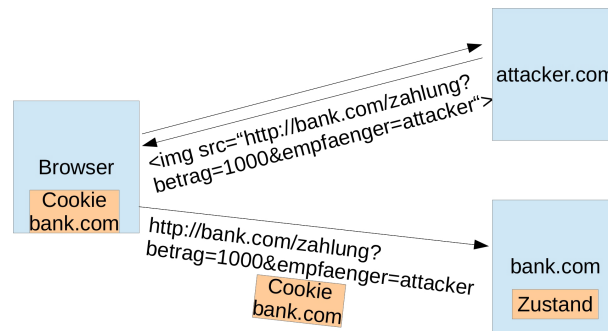 attacker.com
<img src=“http://bank.com/zahlung?
betrag=1000&empfaenger=attacker“>
Browser
Cookie
bank.com
http://bank.com/zahlung?
betrag=1000&empfaenger=attacker
Cookie
bank.com
bank.com
Zustand